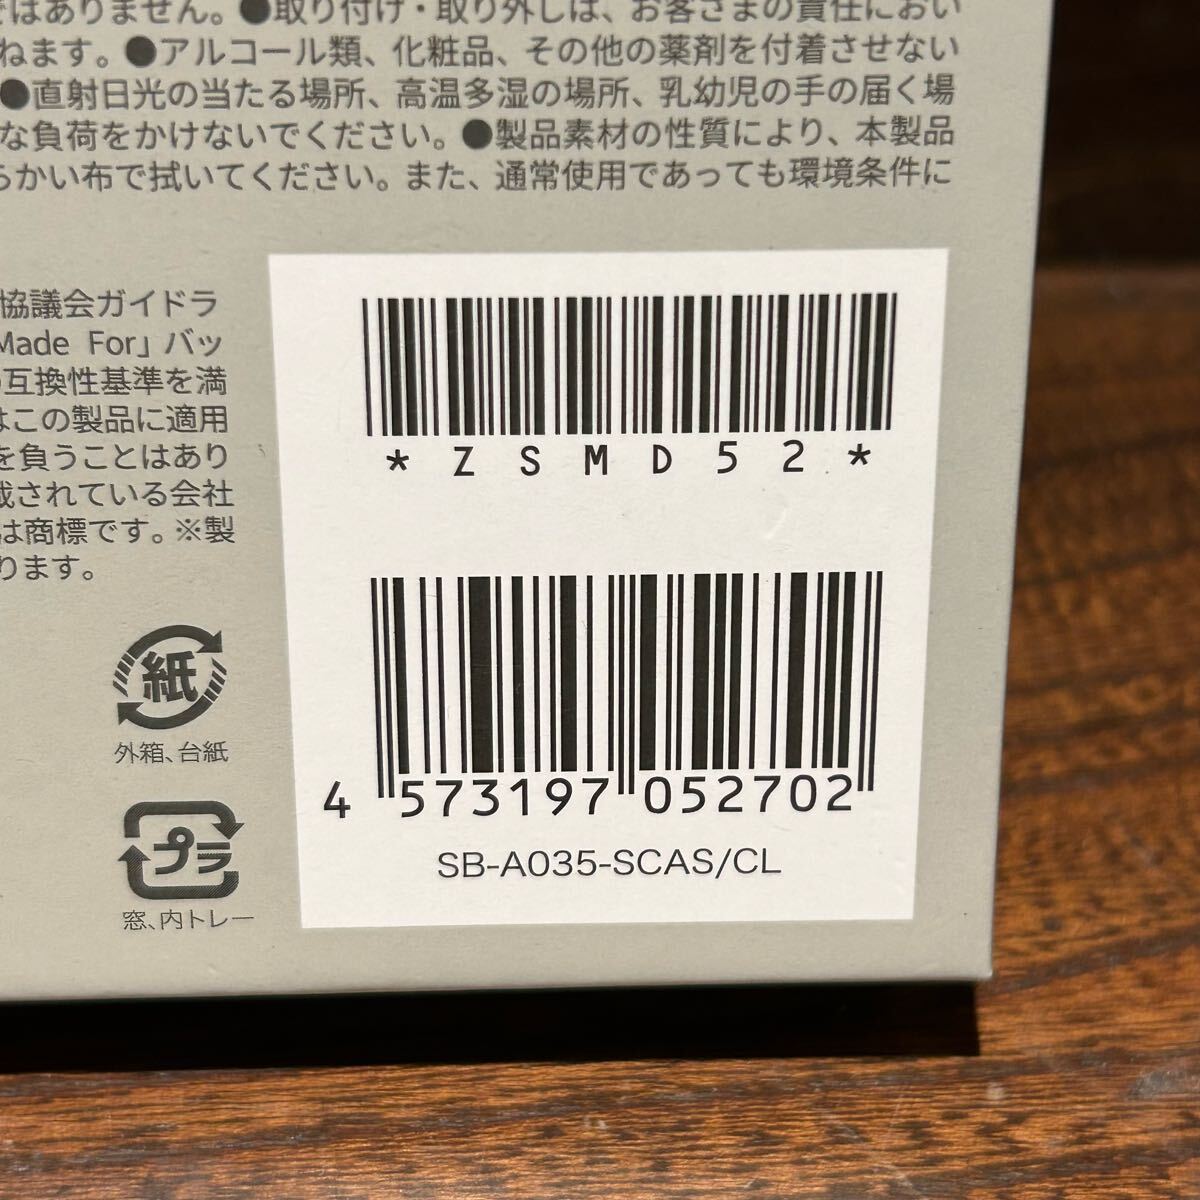 はありません。●取り付け・取り外しは、お客さまの責任におい
ねます。●アルコール類、化粧品、その他の薬剤を付着させない
●直射日光の当たる場所、高温多湿の場所、乳幼児の手の届く場
な負荷をかけないでください。●製品素材の性質により、本製品
らかい布で拭いてください。また、通常使用であっても環境条件に
協議会ガイドラ
Made For」バッ
互換性基準を満
はこの製品に適用
を負うことはあり
載されている会社
は商標です。※製
ります。
*ZSMD52*
4 573197 052702
SB-A035-SCAS/CL
紙
外箱、台紙
プラ
窓、内トレー